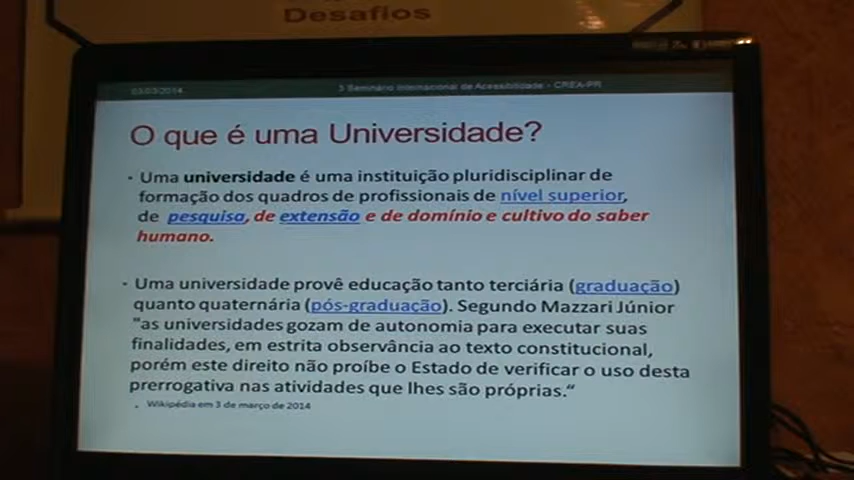 Desafios
03/03/2014
3 Seminário Internacional de Acessibilidade - CREA-PR
O que é uma Universidade?
• Uma universidade é uma instituição pluridisciplinar de
formação dos quadros de profissionais de nível superior,
de pesquisa, de extensão e de domínio e cultivo do saber
humano.
• Uma universidade provê educação tanto terciária (graduação)
quanto quaternária (pós-graduação). Segundo Mazzari Júnior
"as universidades gozam de autonomia para executar suas
finalidades, em estrita observância ao texto constitucional,
porém este direito não proíbe o Estado de verificar o uso desta
prerrogativa nas atividades que lhes são próprias.“
• Wikipédia em 3 de março de 2014